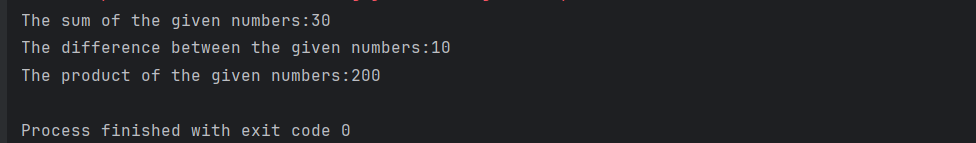 The sum of the given numbers:30
The difference between the given numbers:10
The product of the given numbers:200
Process finished with exit code 0